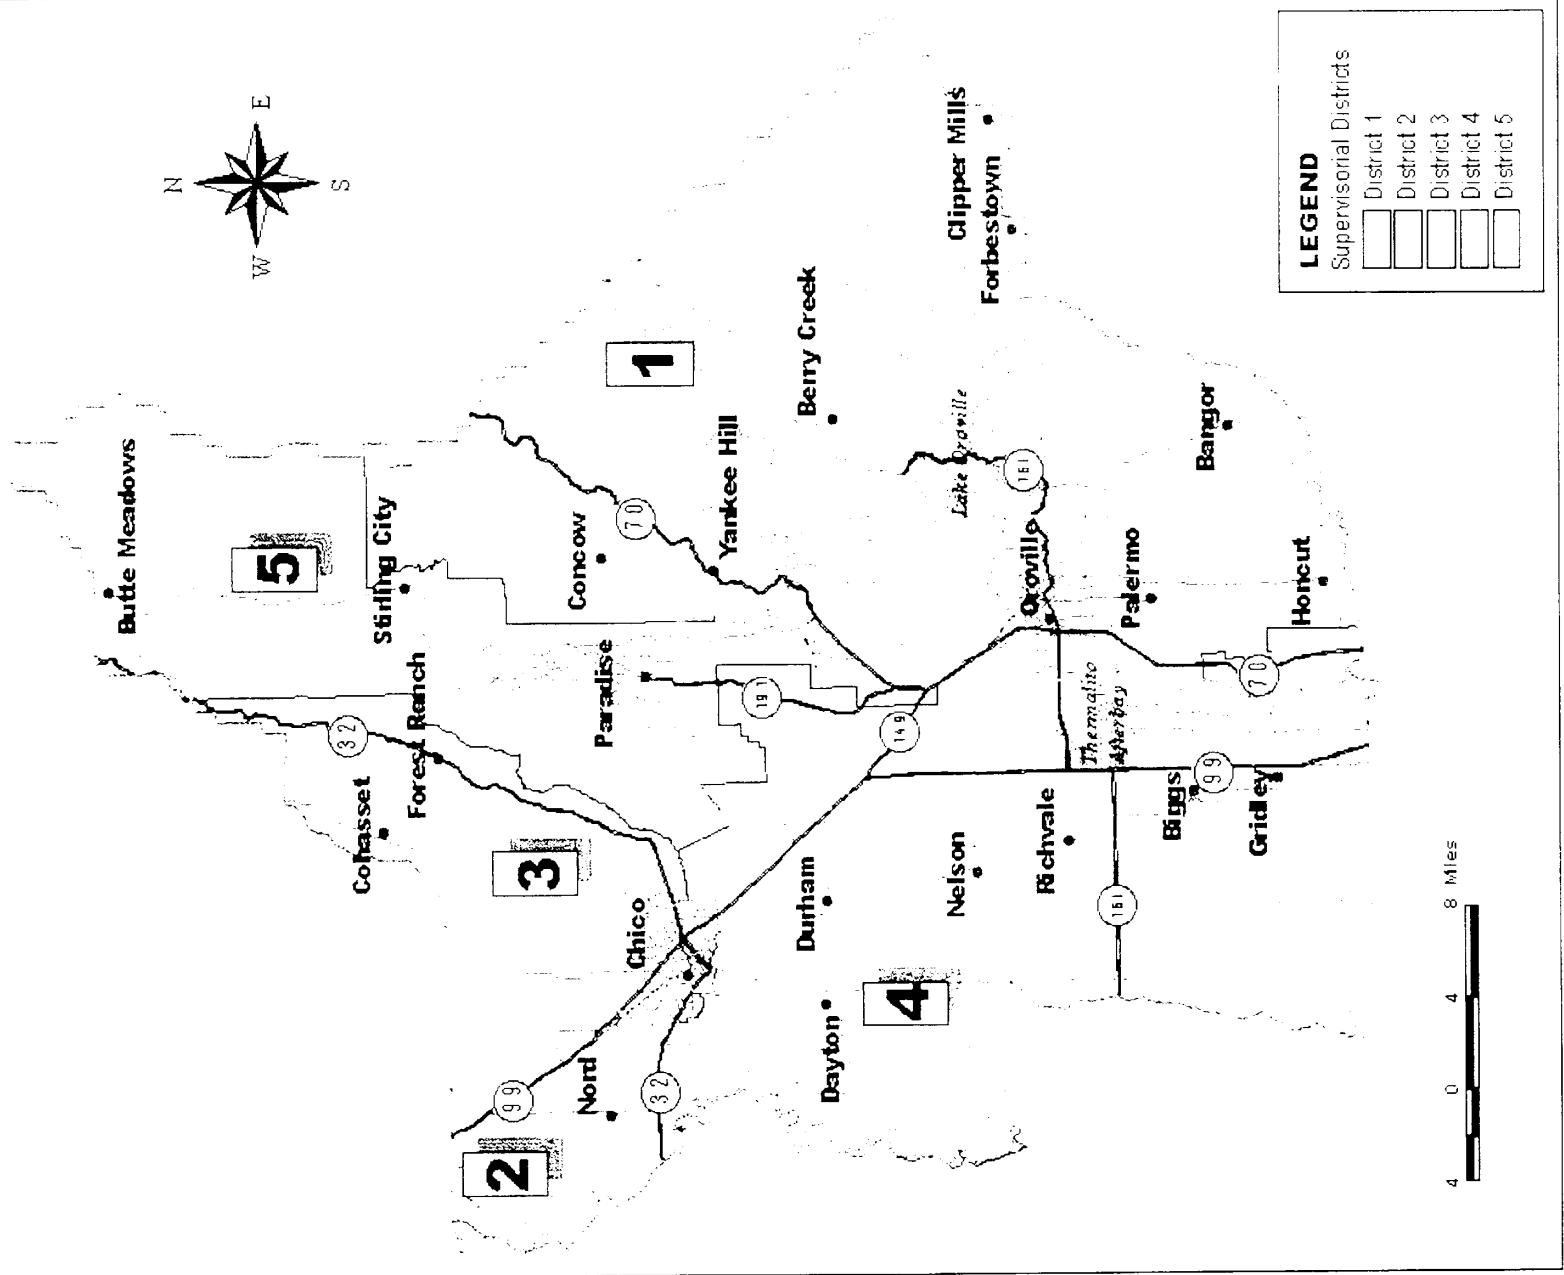 N
W
E
S
Butte Meadows
5
Stirling City
32
Forest Ranch
Cohasset
Concow
70
Yankee Hill
1
Paradise
191
3
Chico
99
2
Nord
32
Berry Creek
149
Durham
Dayton
4
Nelson
Richvale
Lake Oroville
161
Oroville
Clipper Mills
Forbestown
Thermalito
Afterbay
Palermo
Bangor
Honcut
70
99
Biggs
Gridley
161
4 0 4 8 Miles
LEGEND
Supervisorial Districts
District 1
District 2
District 3
District 4
District 5